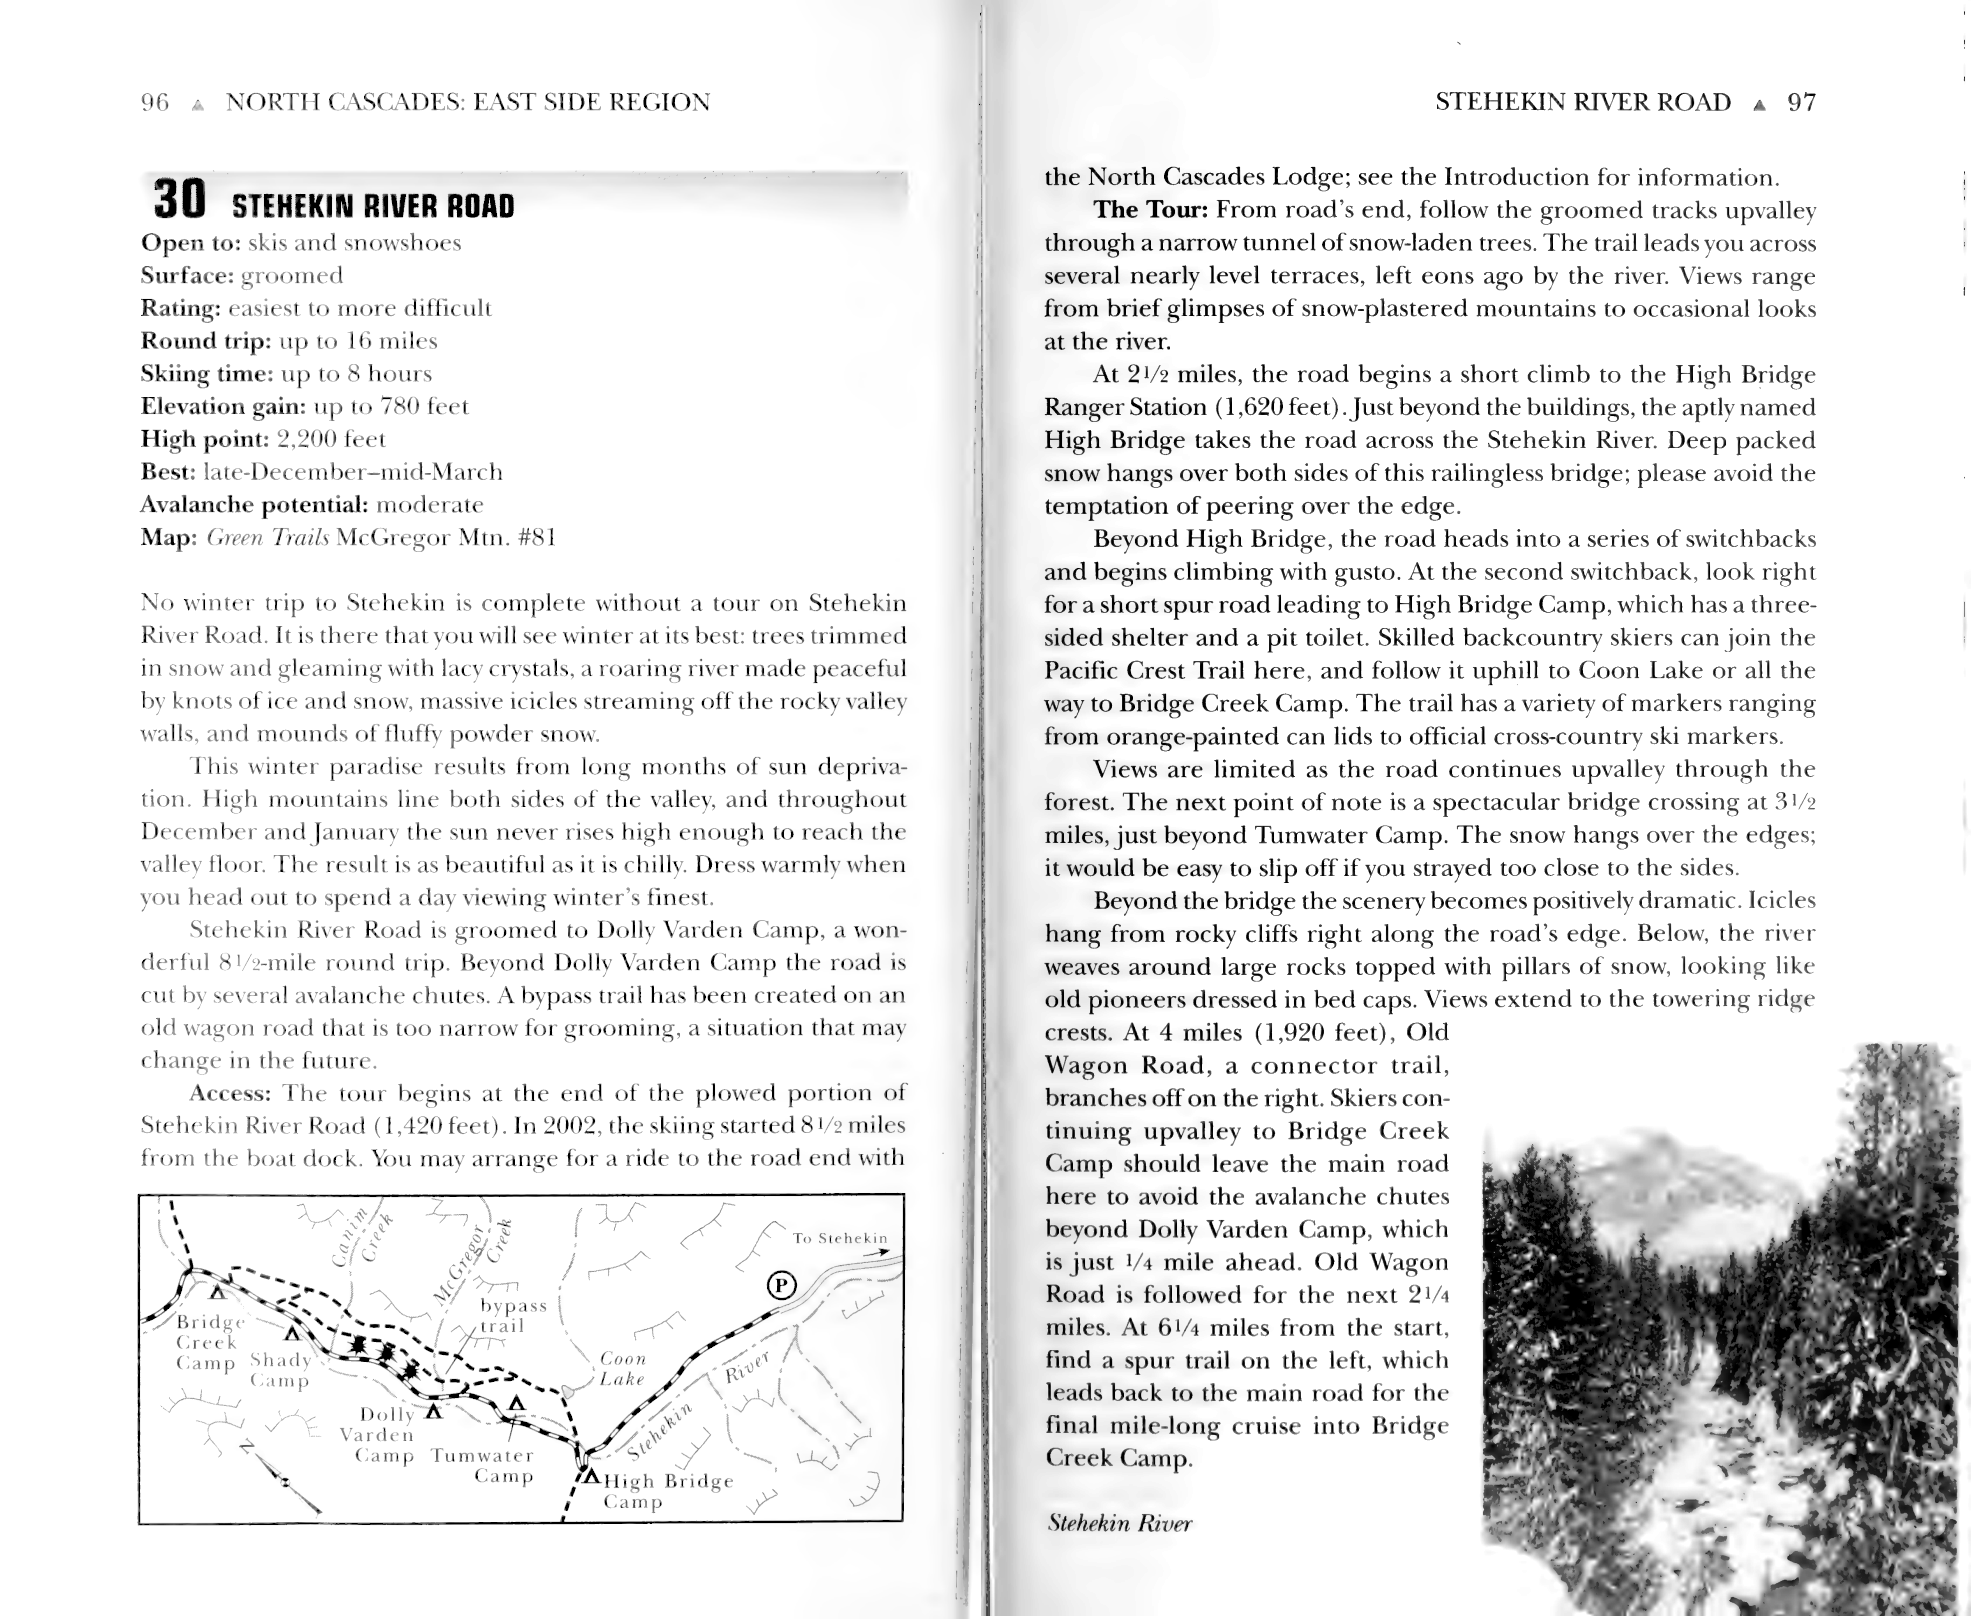 96 ▲ NORTH CASCADES: EAST SIDE REGION
30 STEHEKIN RIVER ROAD
Open to: skis and snowshoes
Surface: groomed
Rating: easiest to more difficult
Round trip: up to 16 miles
Skiing time: up to 8 hours
Elevation gain: up to 780 feet
High point: 2,200 feet
Best: late-December–mid-March
Avalanche potential: moderate
Map: Green Trails McGregor Mtn. #81
No winter trip to Stehekin is complete without a tour on Stehekin
River Road. It is there that you will see winter at its best: trees trimmed
in snow and gleaming with lacy crystals, a roaring river made peaceful
by knots of ice and snow, massive icicles streaming off the rocky valley
walls, and mounds of fluffy powder snow.
This winter paradise results from long months of sun depriva-
tion. High mountains line both sides of the valley, and throughout
December and January the sun never rises high enough to reach the
valley floor. The result is as beautiful as it is chilly. Dress warmly when
you head out to spend a day viewing winter's finest.
Stehekin River Road is groomed to Dolly Varden Camp, a won-
derful 8 1/2-mile round trip. Beyond Dolly Varden Camp the road is
cut by several avalanche chutes. A bypass trail has been created on an
old wagon road that is too narrow for grooming, a situation that may
change in the future.
Access: The tour begins at the end of the plowed portion of
Stehekin River Road (1,420 feet). In 2002, the skiing started 8 1/2 miles
from the boat dock. You may arrange for a ride to the road end with
Canim
Creek
McGregor
Creek
To Stehekin
P
bypass
trail
Bridge
Creek
Camp
Shady
Camp
Coon
Lake
River
Stehekin
Dolly
Varden
Camp
Tumwater
Camp
High Bridge
Camp
N
STEHEKIN RIVER ROAD ▲ 97
the North Cascades Lodge; see the Introduction for information.
The Tour: From road's end, follow the groomed tracks upvalley
through a narrow tunnel of snow-laden trees. The trail leads you across
several nearly level terraces, left eons ago by the river. Views range
from brief glimpses of snow-plastered mountains to occasional looks
at the river.
At 2 1/2 miles, the road begins a short climb to the High Bridge
Ranger Station (1,620 feet). Just beyond the buildings, the aptly named
High Bridge takes the road across the Stehekin River. Deep packed
snow hangs over both sides of this railingless bridge; please avoid the
temptation of peering over the edge.
Beyond High Bridge, the road heads into a series of switchbacks
and begins climbing with gusto. At the second switchback, look right
for a short spur road leading to High Bridge Camp, which has a three-
sided shelter and a pit toilet. Skilled backcountry skiers can join the
Pacific Crest Trail here, and follow it uphill to Coon Lake or all the
way to Bridge Creek Camp. The trail has a variety of markers ranging
from orange-painted can lids to official cross-country ski markers.
Views are limited as the road continues upvalley through the
forest. The next point of note is a spectacular bridge crossing at 3 1/2
miles, just beyond Tumwater Camp. The snow hangs over the edges;
it would be easy to slip off if you strayed too close to the sides.
Beyond the bridge the scenery becomes positively dramatic. Icicles
hang from rocky cliffs right along the road's edge. Below, the river
weaves around large rocks topped with pillars of snow, looking like
old pioneers dressed in bed caps. Views extend to the towering ridge
crests. At 4 miles (1,920 feet), Old
Wagon Road, a connector trail,
branches off on the right. Skiers con-
tinuing upvalley to Bridge Creek
Camp should leave the main road
here to avoid the avalanche chutes
beyond Dolly Varden Camp, which
is just 1/4 mile ahead. Old Wagon
Road is followed for the next 2 1/4
miles. At 6 1/4 miles from the start,
find a spur trail on the left, which
leads back to the main road for the
final mile-long cruise into Bridge
Creek Camp.
Stehekin River